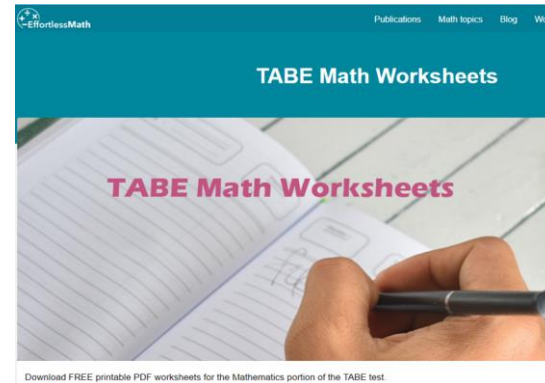 EffortlessMath
Publications Math topics Blog
TABE Math Worksheets
TABE Math Worksheets
Download FREE printable PDF worksheets for the Mathematics portion of the TABE test.